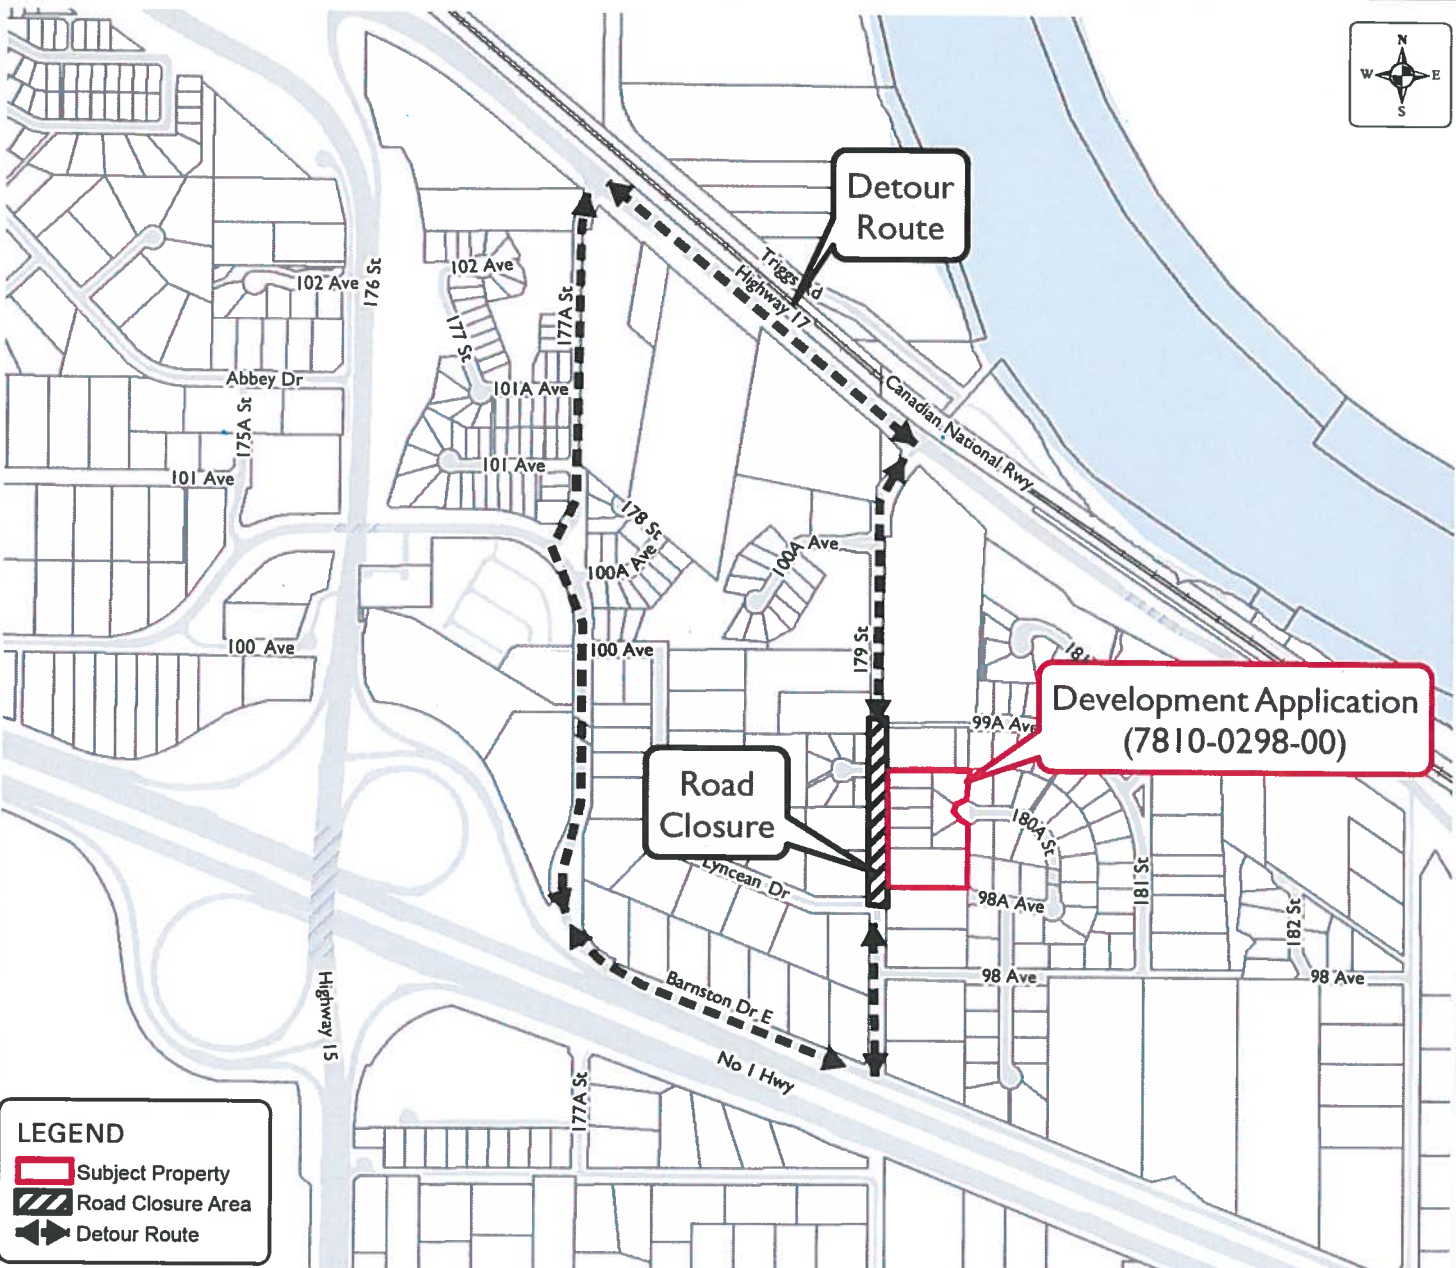 N
W E
S
Detour
Route
Triggs Rd
Highway 17
102 Ave
102 Ave
176 St
177 St
177A St
Abbey Dr
101A Ave
175A St
Canadian National Rwy
101 Ave
101 Ave
178 St
100A Ave
100A Ave
100 Ave
100 Ave
179 St
Development Application
(7810-0298-00)
99A Ave
Road
Closure
180A St
Lyncean Dr
98A Ave
181 St
182 St
98 Ave
98 Ave
Barnston Dr E
Highway 15
No 1 Hwy
177A St
LEGEND
Subject Property
Road Closure Area
Detour Route